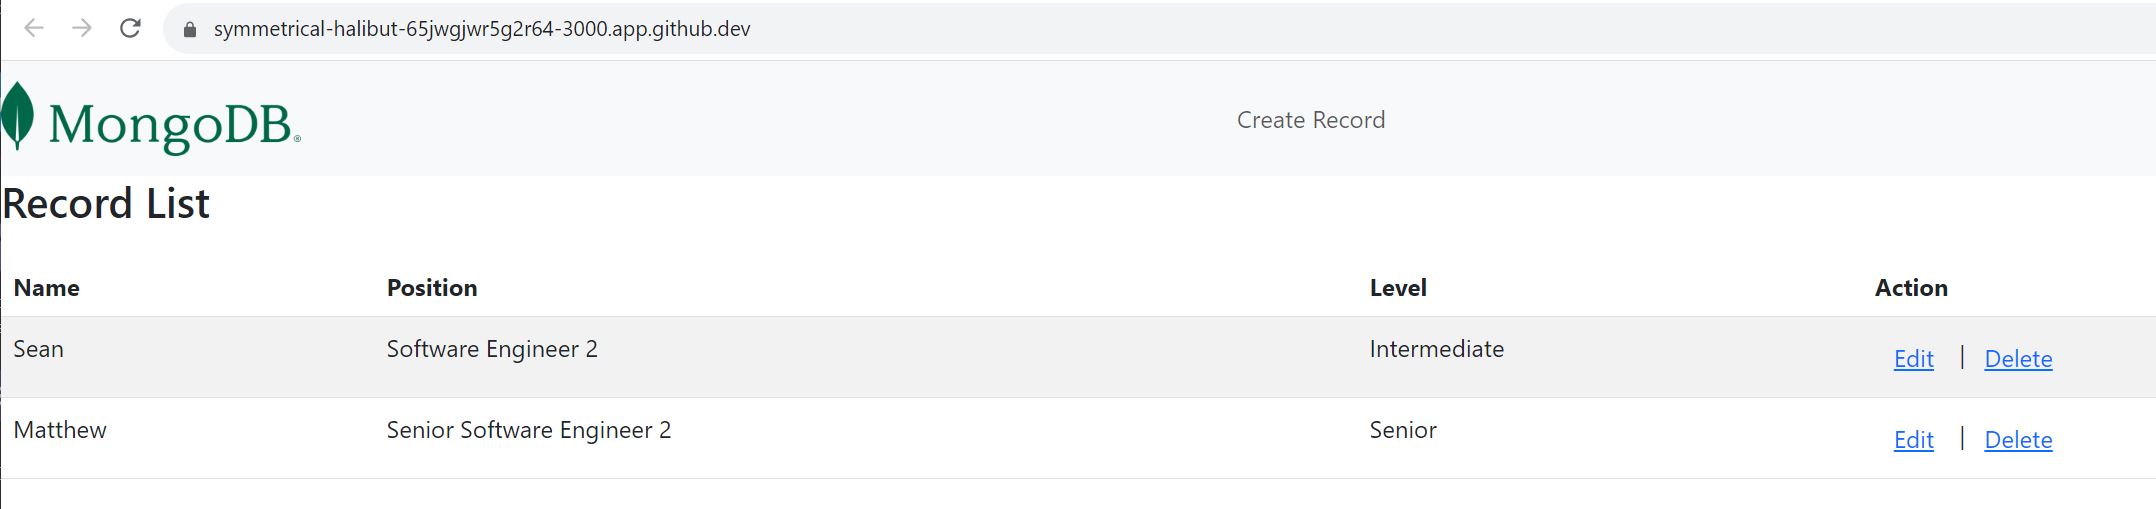 symmetrical-halibut-65jwgjwr5g2r64-3000.app.github.dev
MongoDB®
Create Record
Record List
Name Position Level Action
Sean Software Engineer 2 Intermediate Edit | Delete
Matthew Senior Software Engineer 2 Senior Edit | Delete